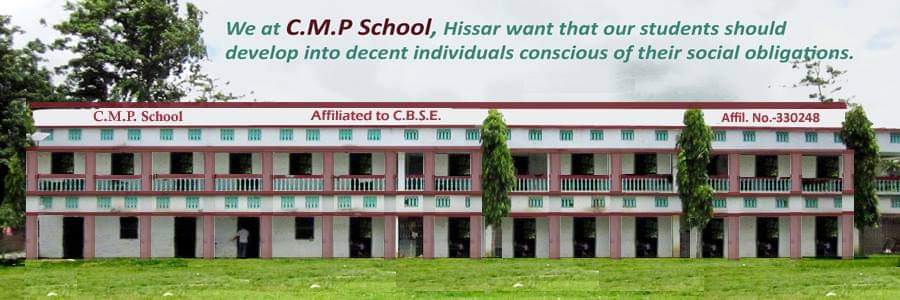 We at C.M.P School, Hissar want that our students should
develop into decent individuals conscious of their social obligations.
C.M.P. School Affiliated to C.B.S.E. Affil. No.-330248